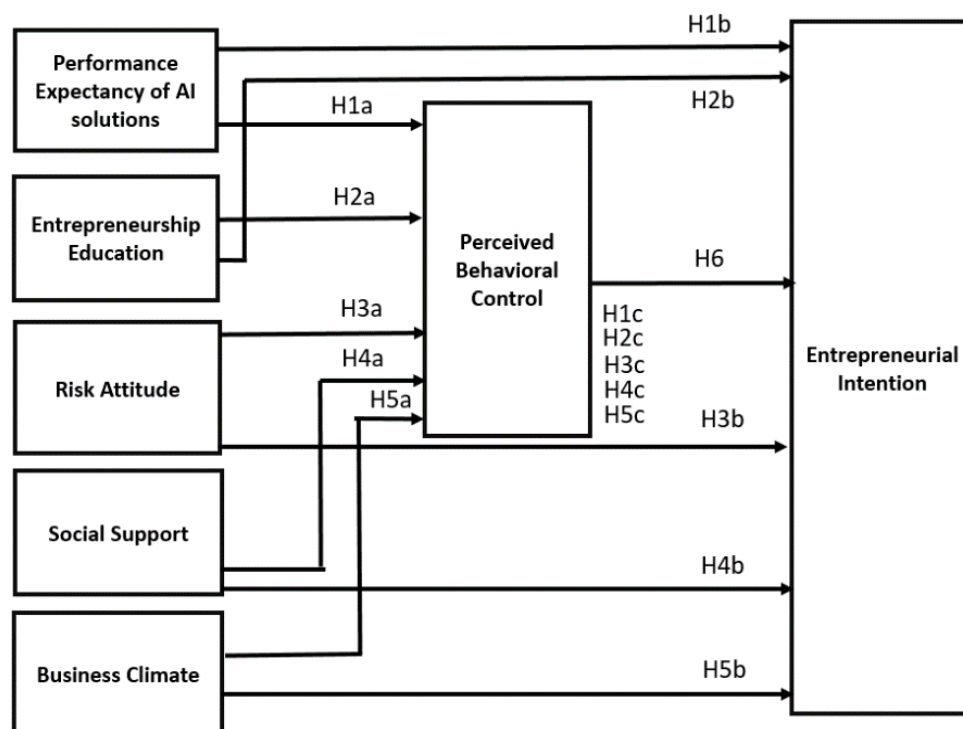 H1b
Performance
Expectancy of AI
solutions
H2b
H1a
Entrepreneurship
Education
H2a
Perceived
Behavioral
Control
H6
H1c
H2c
H3c
H4c
H5c
Entrepreneurial
Intention
Risk Attitude
H3a
H4a
H5a
H3b
Social Support
H4b
Business Climate
H5b